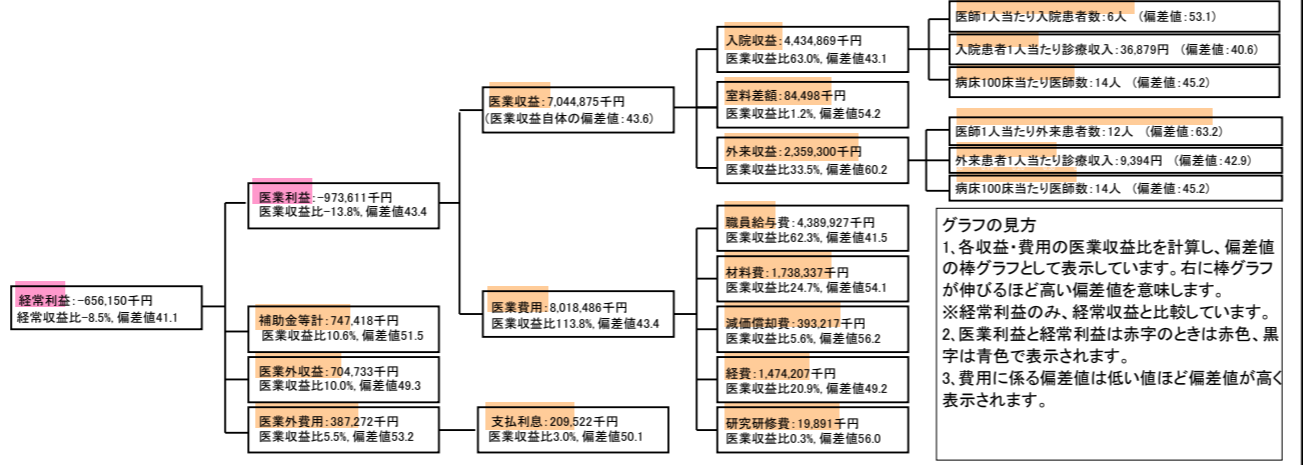 経常利益:-656,150千円
経常収支比-8.5%, 偏差値41.1
医業利益:-973,611千円
医業収益比-13.8%, 偏差値43.4
補助金等計:747,418千円
医業収益比10.6%, 偏差値51.5
医業外収益:704,733千円
医業収益比10.0%, 偏差値49.3
医業外費用:387,272千円
医業収益比5.5%, 偏差値53.2
医業収益:7,044,875千円
(医業収益自体の偏差値:43.6)
医業費用:8,018,486千円
医業収益比113.8%, 偏差値43.4
支払利息:209,522千円
医業収益比3.0%, 偏差値50.1
入院収益:4,434,869千円
医業収益比63.0%, 偏差値43.1
室料差額:84,498千円
医業収益比1.2%, 偏差値54.2
外来収益:2,359,300千円
医業収益比33.5%, 偏差値60.2
職員給与費:4,389,927千円
医業収益比62.3%, 偏差値41.5
材料費:1,738,337千円
医業収益比24.7%, 偏差値54.1
減価償却費:393,217千円
医業収益比5.6%, 偏差値56.2
経費:1,474,207千円
医業収益比20.9%, 偏差値49.2
研究研修費:19,891千円
医業収益比0.3%, 偏差値56.0
医師1人当たり入院患者数:6人 (偏差値:53.1)
入院患者1人当たり診療収入:36,879円 (偏差値:40.6)
病床100床当たり医師数:14人 (偏差値:45.2)
医師1人当たり外来患者数:12人 (偏差値:63.2)
外来患者1人当たり診療収入:9,394円 (偏差値:42.9)
病床100床当たり医師数:14人 (偏差値:45.2)
グラフの見方
1、各収益・費用の医業収益比を計算し、偏差値
の棒グラフとして表示しています。右に棒グラフ
が伸びるほど高い偏差値を意味します。
※経常利益のみ、経常収益と比較しています。
2、医業利益と経常利益は赤字のときは赤色、黒
字は青色で表示されます。
3、費用に係る偏差値は低い値ほど偏差値が高く
表示されます。